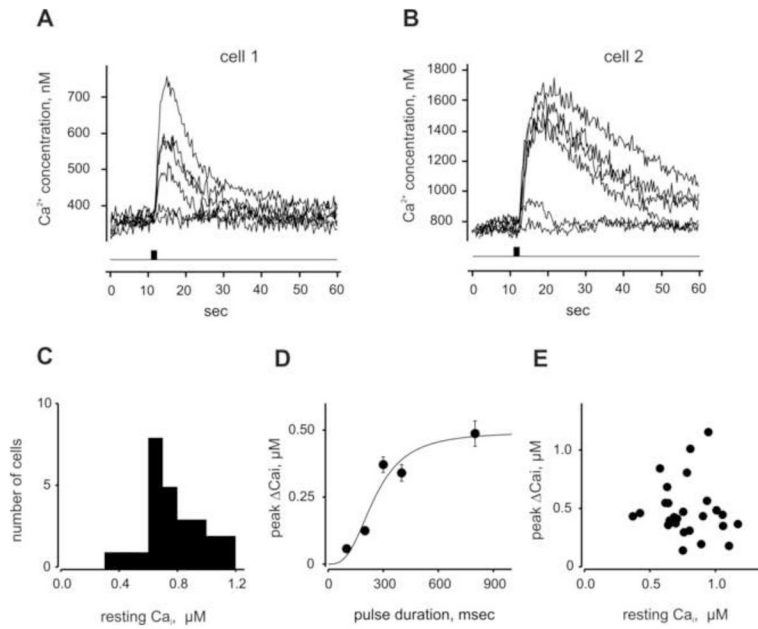 A
cell 1
Ca²⁺ concentration, nM
700
600
500
400
0 10 20 30 40 50 60
sec
B
cell 2
Ca²⁺ concentration, nM
1800
1600
1400
1200
1000
800
0 10 20 30 40 50 60
sec
C
number of cells
10
5
0
0.0 0.4 0.8 1.2
resting Caᵢ, µM
D
peak ΔCai, µM
0.50
0.25
0
0 300 600 900
pulse duration, msec
E
peak ΔCai, µM
1.0
0.5
0.0
0.0 0.5 1.0
resting Caᵢ, µM